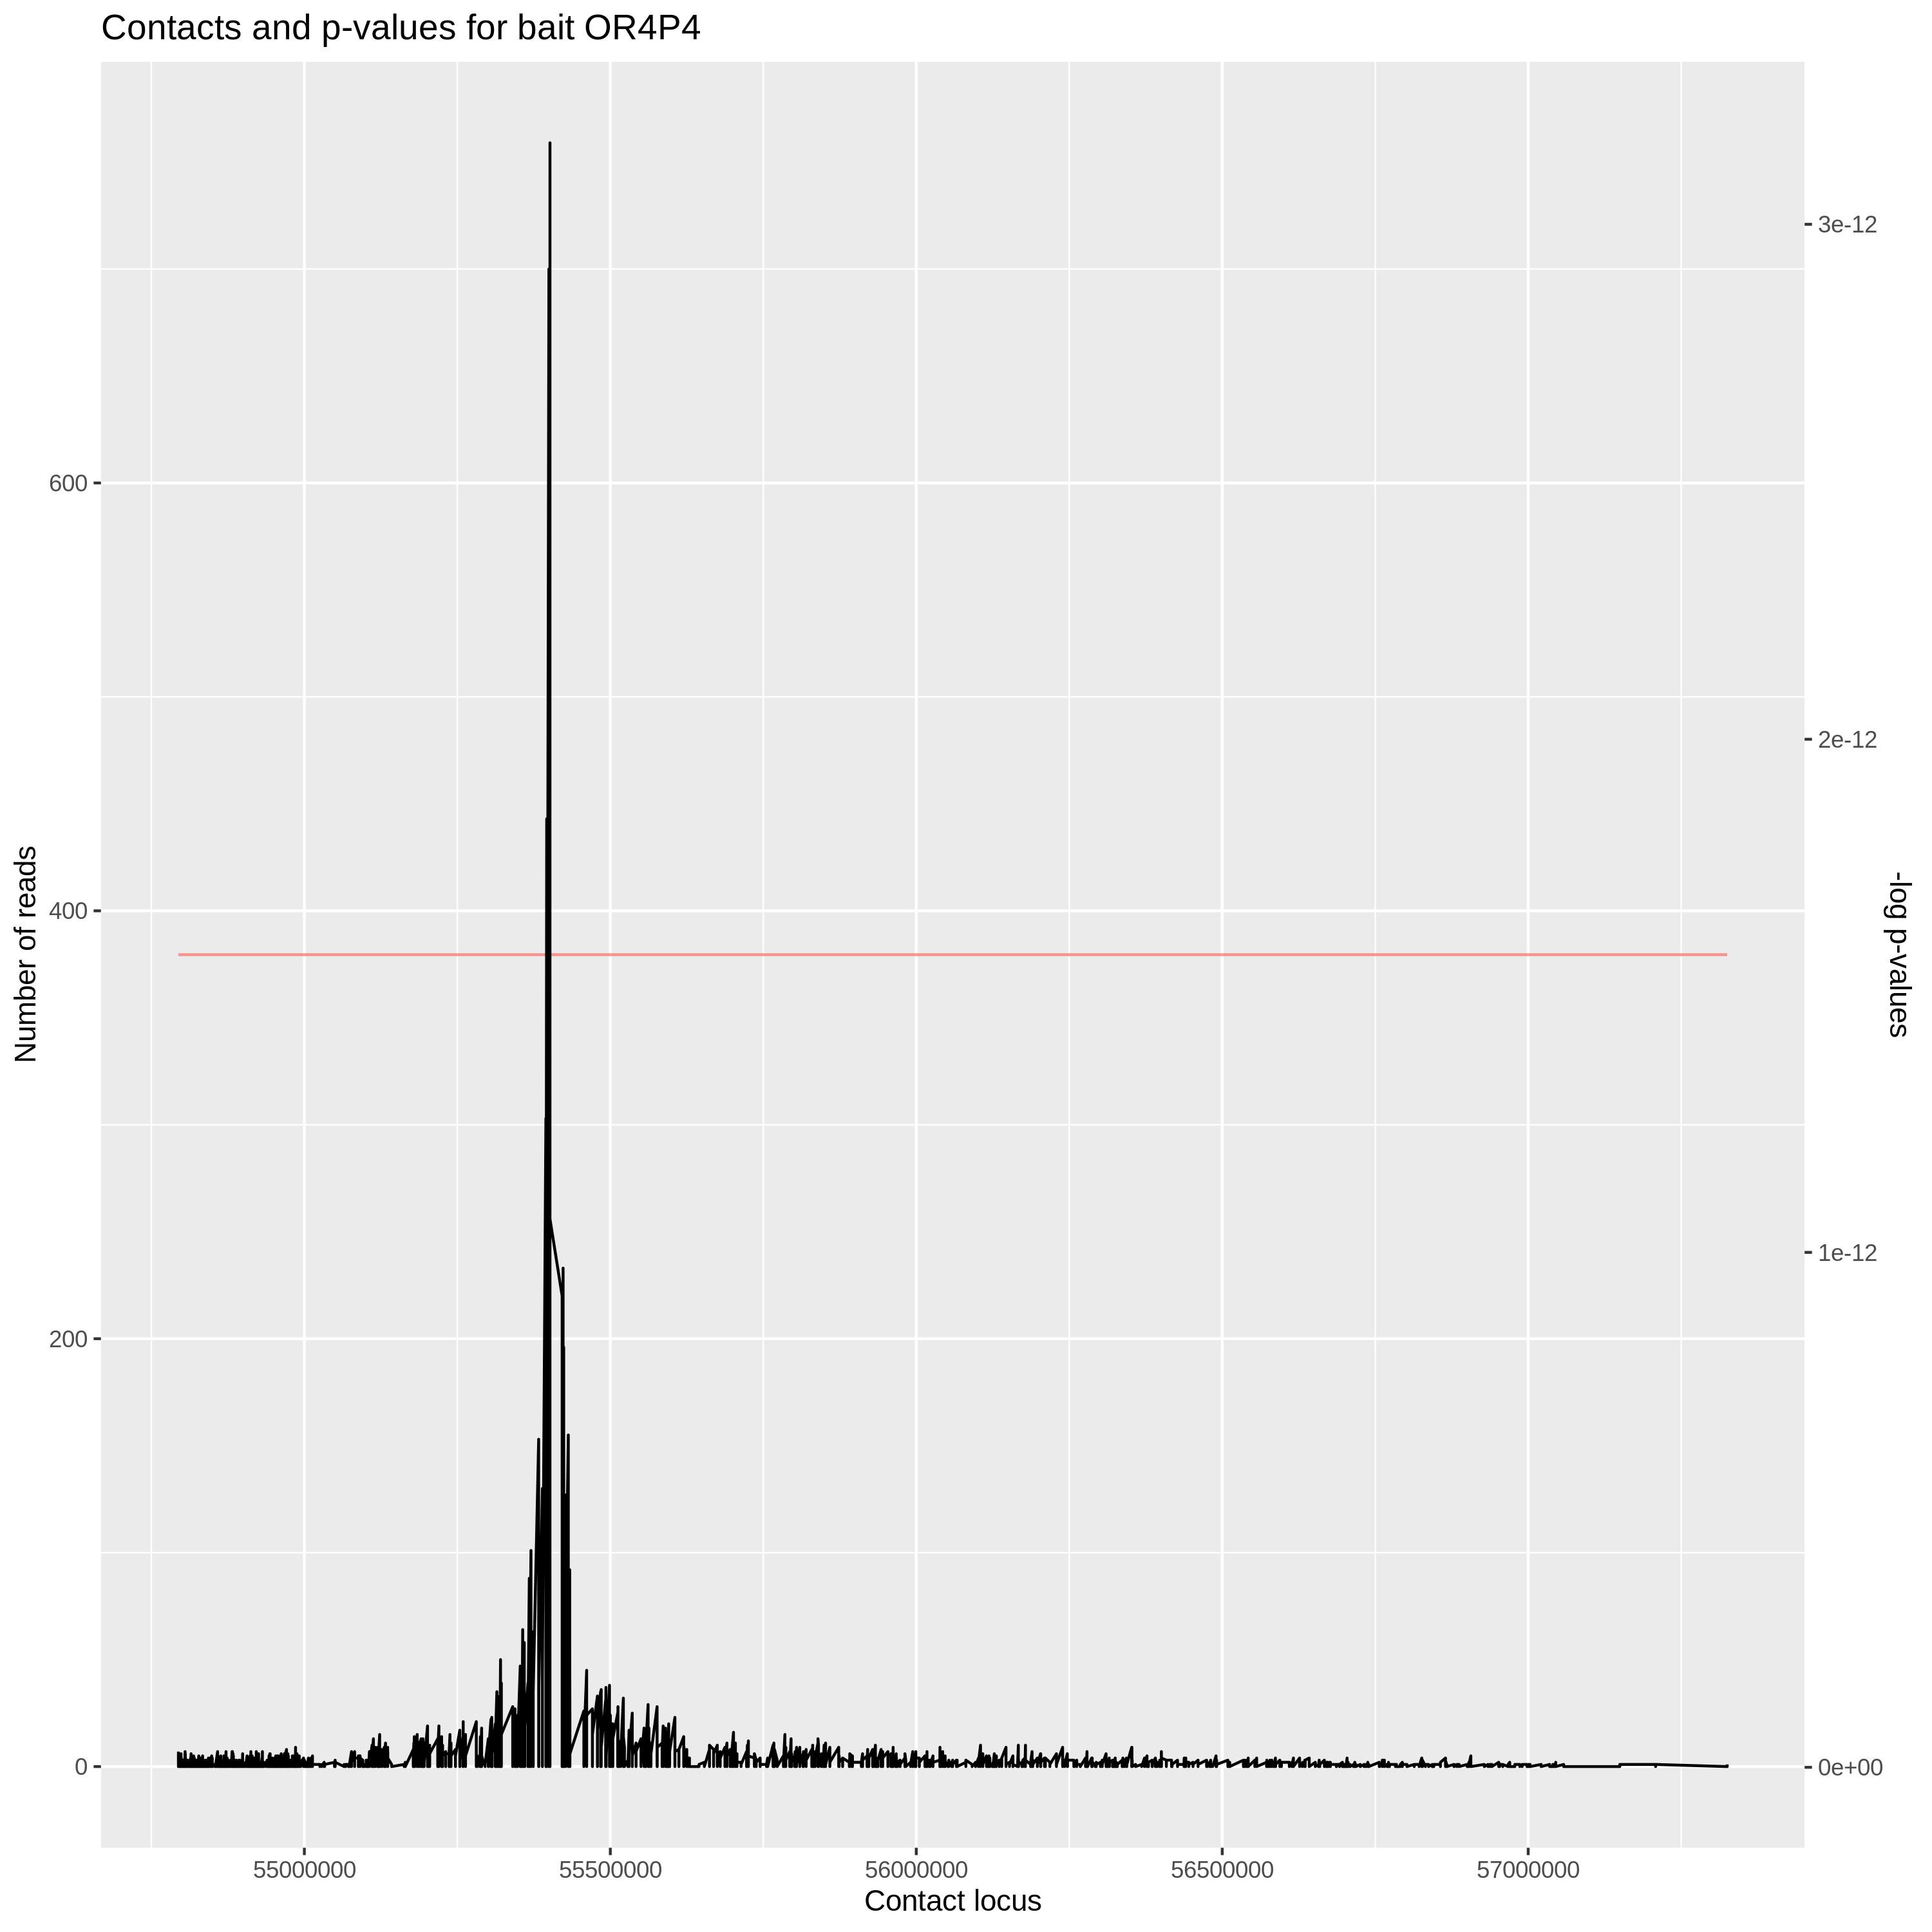 Contacts and p-values for bait OR4P4
3e-12
600
2e-12
Number of reads
-log p-values
400
1e-12
200
0
0e+00
55000000 55500000 56000000 56500000 57000000
Contact locus